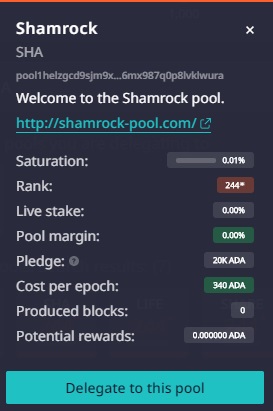 Shamrock ×
SHA
pool1helzgcd9sjm9x...6mx987q0p8lvklwura
Welcome to the Shamrock pool.
http://shamrock-pool.com/
Saturation: 0.01%
Rank: 244*
Live stake: 0.00%
Pool margin: 0.00%
Pledge: ? 20K ADA
Cost per epoch: 340 ADA
Produced blocks: 0
Potential rewards: 0.000000 ADA
Delegate to this pool